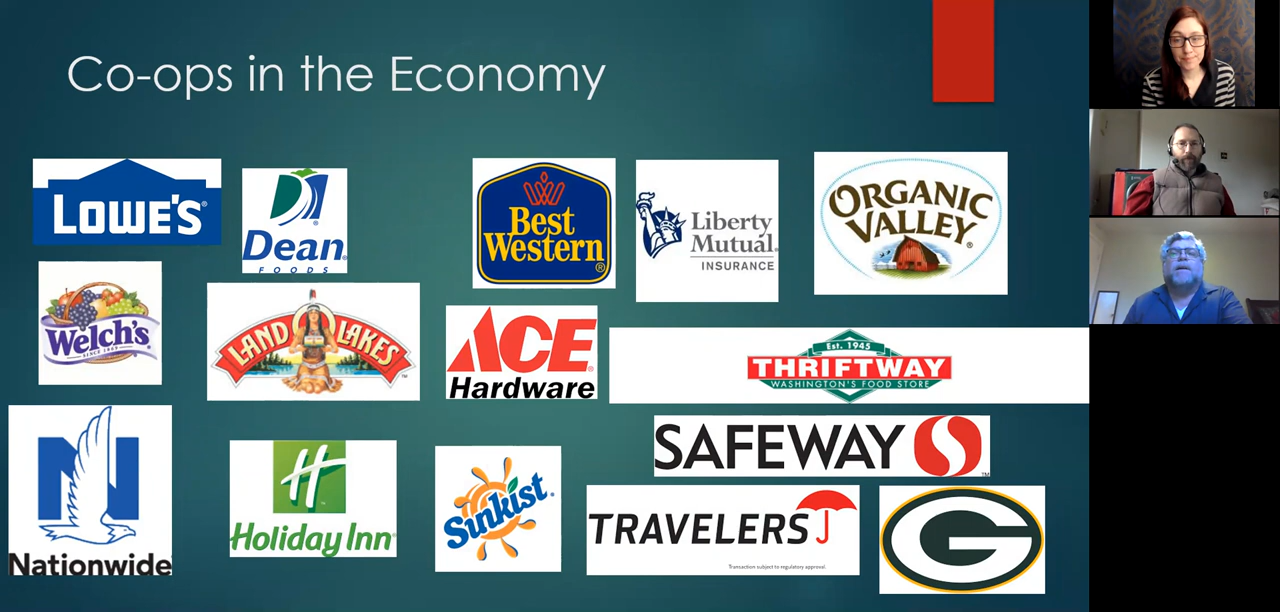 Co-ops in the Economy
LOWE'S®
Dean®
FOODS
Best
Western®
Liberty
Mutual.
INSURANCE
ORGANIC
VALLEY®
Welch's®
SINCE 1869
LAND O LAKES™
ACE®
Hardware
Est. 1945
THRIFTWAY
WASHINGTON'S FOOD STORE
SAFEWAY S™
N
Nationwide
H
Holiday Inn®
Sunkist®
TRAVELERS
Transaction subject to regulatory approval.
G